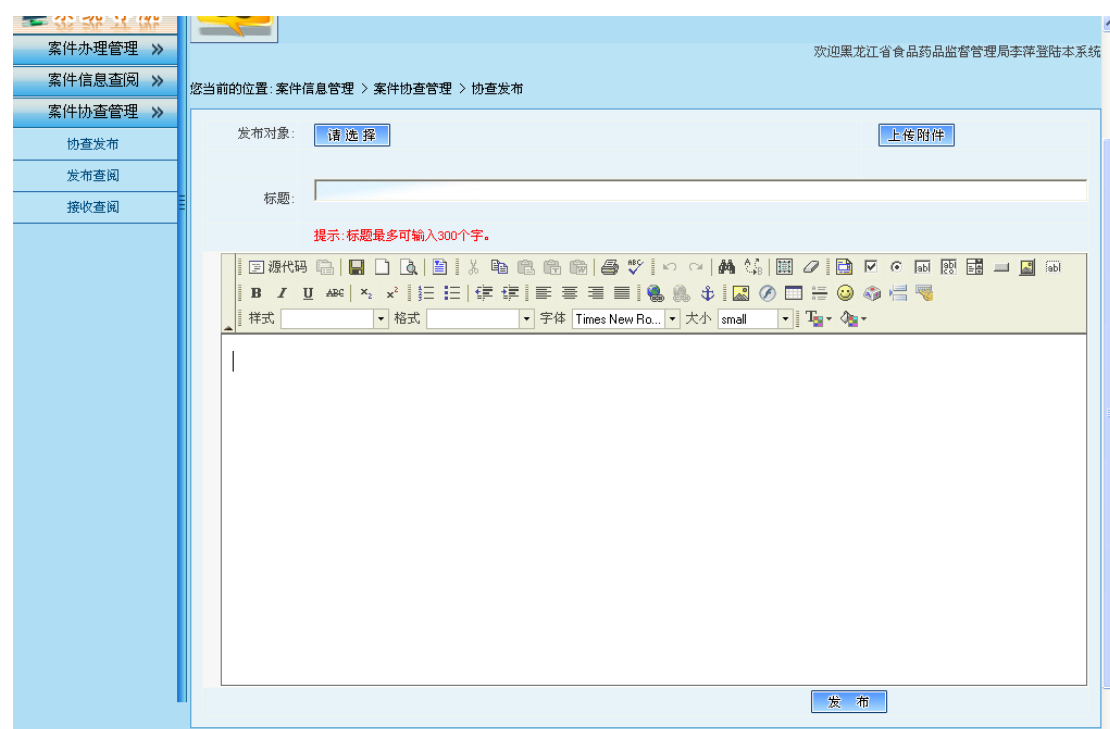 案件办理管理 »
欢迎黑龙江省食品药品监督管理局李萍登陆本系统
案件信息查阅 »
您当前的位置:案件信息管理 > 案件协查管理 > 协查发布
案件协查管理 »
发布对象: 请选择 上传附件
协查发布
发布查阅
标题:
接收查阅
提示:标题最多可输入300个字。
源代码
B I U ABC ×₂ ×²
样式 格式 字体 Times New Ro... 大小 small
发 布